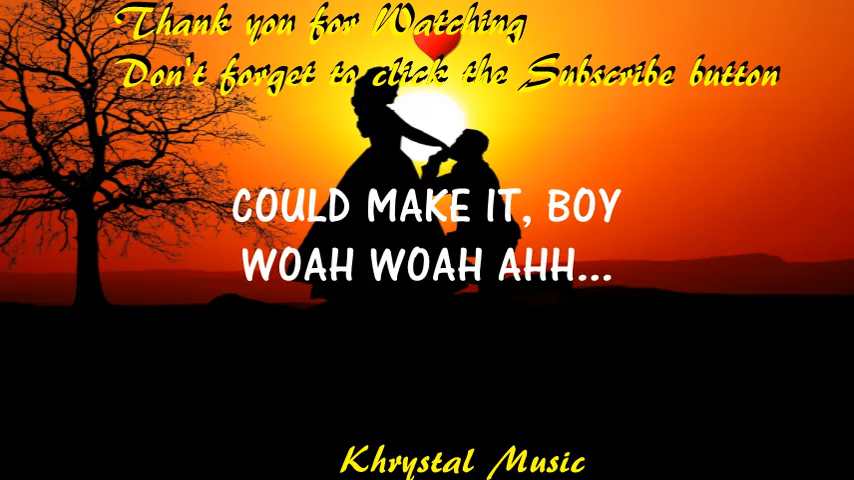 Thank you for Watching
Don't forget to click the Subscribe button
COULD MAKE IT, BOY
WOAH WOAH AHH...
Khrystal Music